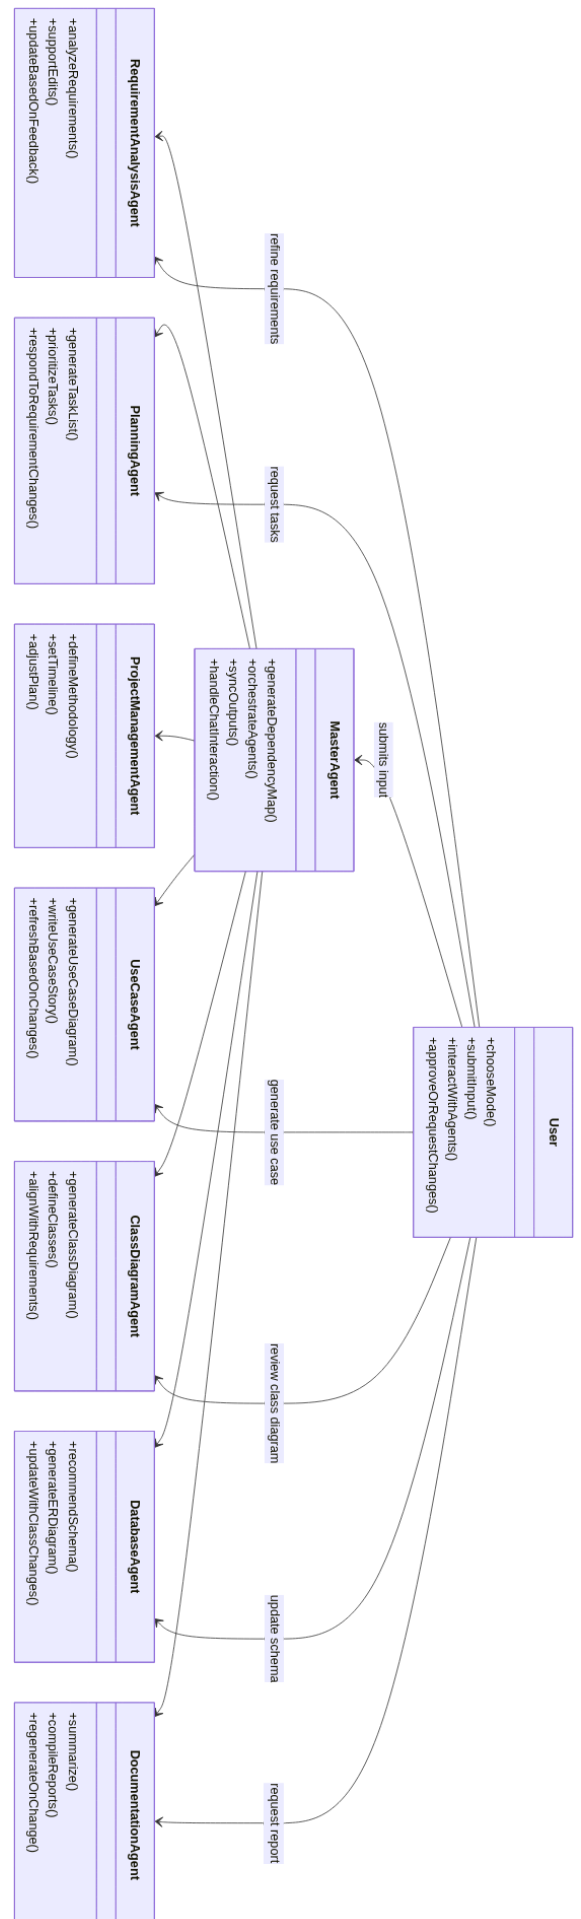 User
+chooseMode()
+submitInput()
+interactWithAgents()
+approveOrRequestChanges()
submits input
MasterAgent
+generateDependencyMap()
+orchestrateAgents()
+syncOutputs()
+handleChatInteraction()
refine requirements
request tasks
generate use case
review class diagram
update schema
request report
RequirementAnalysisAgent
+analyzeRequirements()
+supportEdits()
+updateBasedOnFeedback()
PlanningAgent
+generateTaskList()
+prioritizeTasks()
+respondToRequirementChanges()
ProjectManagementAgent
+defineMethodology()
+setTimeline()
+adjustPlan()
UseCaseAgent
+generateUseCaseDiagram()
+writeUseCaseStory()
+refreshBasedOnChanges()
ClassDiagramAgent
+generateClassDiagram()
+defineClasses()
+alignWithRequirements()
DatabaseAgent
+recommendSchema()
+generateERDiagram()
+updateWithClassChanges()
DocumentationAgent
+summarize()
+compileReports()
+regenerateOnChange()